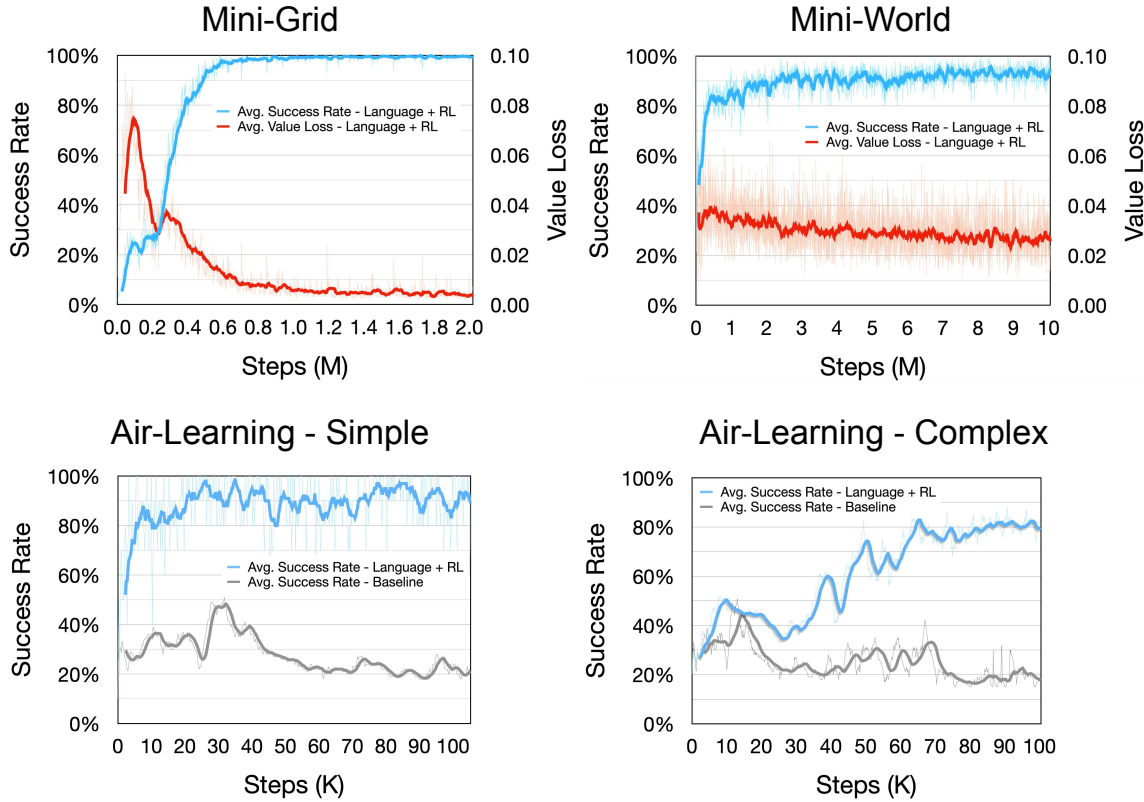 Mini-Grid
100%
80%
60%
40%
20%
0%
Success Rate
0.10
0.08
0.06
0.04
0.02
0.00
Value Loss
Avg. Success Rate - Language + RL
Avg. Value Loss - Language + RL
0.0 0.2 0.4 0.6 0.8 1.0 1.2 1.4 1.6 1.8 2.0
Steps (M)
Mini-World
100%
80%
60%
40%
20%
0%
Success Rate
0.10
0.08
0.06
0.04
0.02
0.00
Value Loss
Avg. Success Rate - Language + RL
Avg. Value Loss - Language + RL
0 1 2 3 4 5 6 7 8 9 10
Steps (M)
Air-Learning - Simple
100%
80%
60%
40%
20%
0%
Success Rate
Avg. Success Rate - Language + RL
Avg. Success Rate - Baseline
0 10 20 30 40 50 60 70 80 90 100
Steps (K)
Air-Learning - Complex
100%
80%
60%
40%
20%
0%
Success Rate
Avg. Success Rate - Language + RL
Avg. Success Rate - Baseline
0 10 20 30 40 50 60 70 80 90 100
Steps (K)